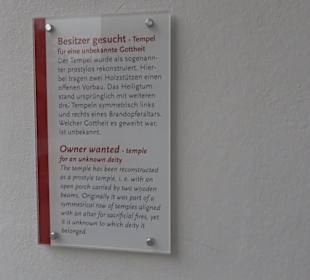 Besitzer gesucht - Tempel
für eine unbekannte Gottheit
Der Tempel wurde als sogenann-
ter prostylos rekonstruiert. Hier-
bei tragen zwei Holzstützen einen
offenen Vorbau. Das Heiligtum
stand ursprünglich mit weiteren
drei Tempeln symmetrisch links
und rechts eines Brandopferaltars.
Welcher Gottheit es geweiht war,
ist unbekannt.
Owner wanted - temple
for an unknown deity
The temple has been reconstructed
as a prostyle temple, i. e. with an
open porch carried by two wooden
beams. Originally it was part of a
symmetrical row of temples aligned
with an altar for sacrificial fires, yet
it is unknown to which deity it
belonged.